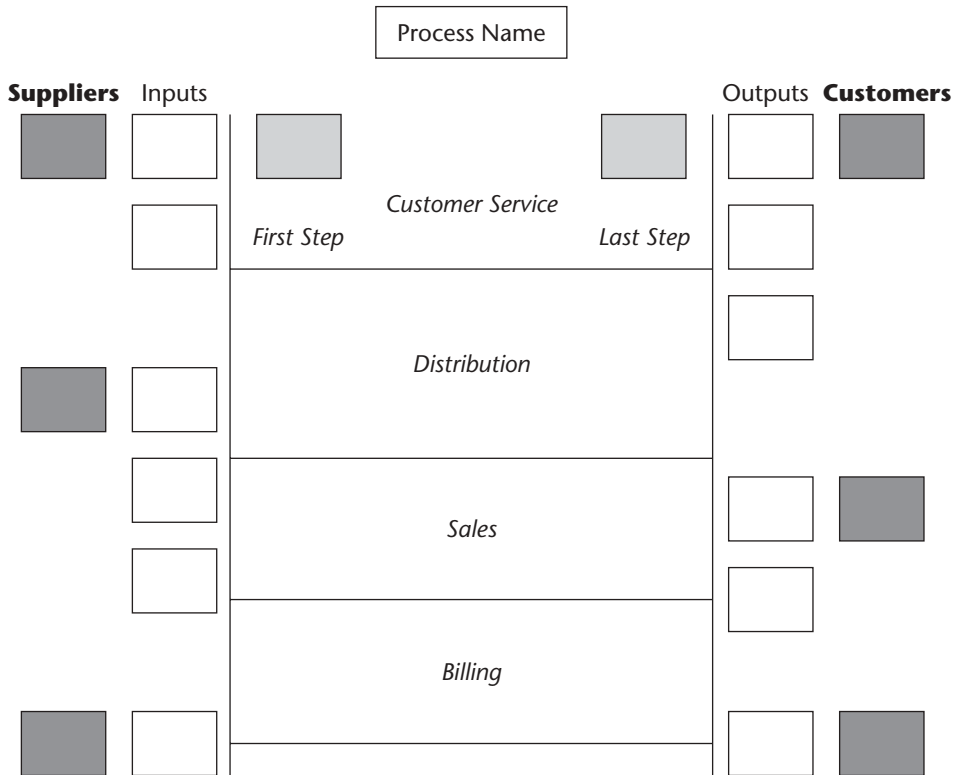 Process Name
Suppliers Inputs
Outputs Customers
Customer Service
First Step
Last Step
Distribution
Sales
Billing